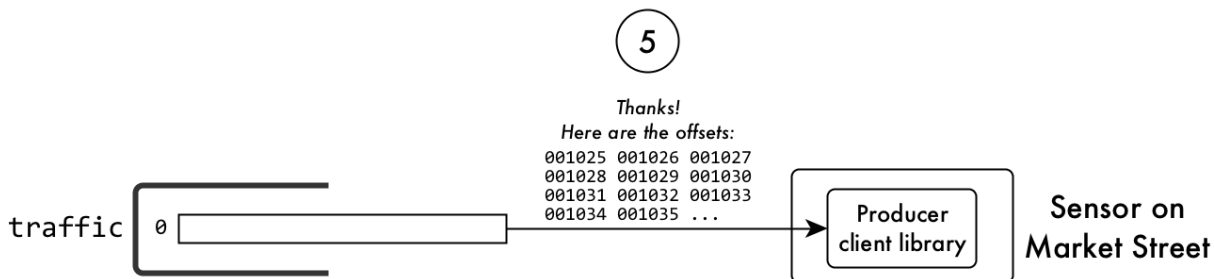 5
Thanks!
Here are the offsets:
001025 001026 001027
001028 001029 001030
001031 001032 001033
001034 001035 ...
traffic
0
Producer
client library
Sensor on
Market Street